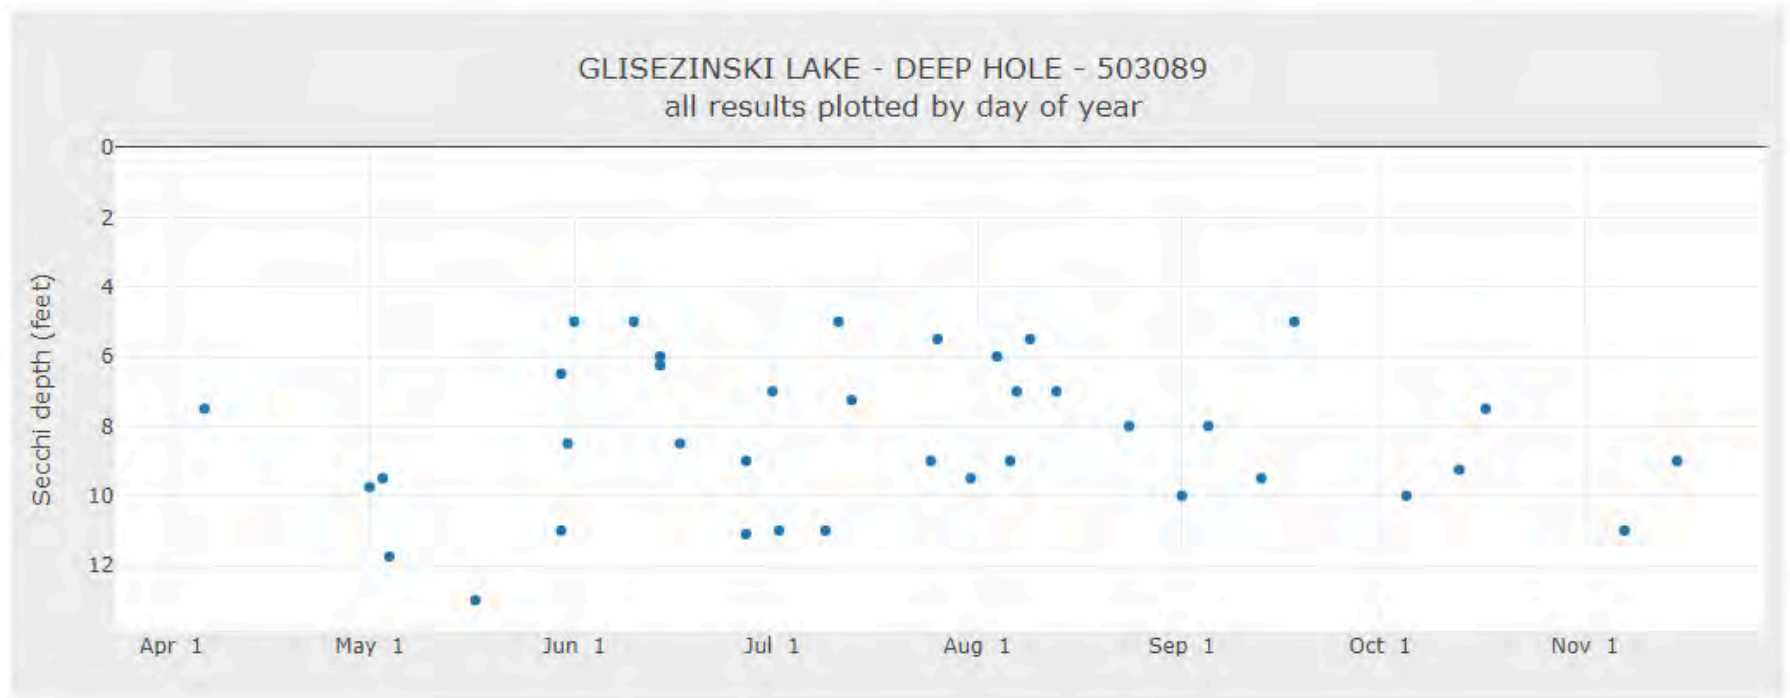 GLISEZINSKI LAKE - DEEP HOLE - 503089
all results plotted by day of year
Secchi depth (feet)
0
2
4
6
8
10
12
Apr 1 May 1 Jun 1 Jul 1 Aug 1 Sep 1 Oct 1 Nov 1